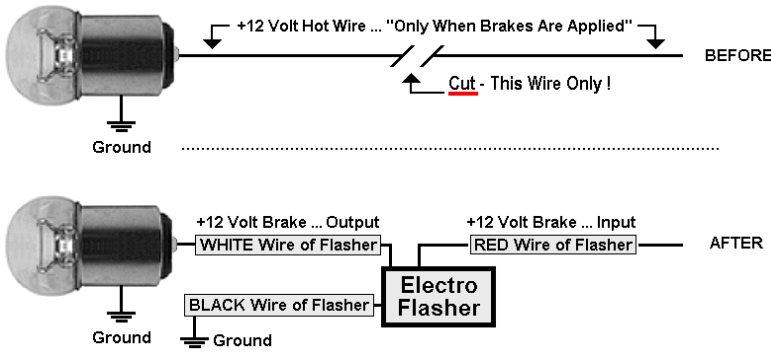 +12 Volt Hot Wire ... "Only When Brakes Are Applied"
BEFORE
Cut - This Wire Only !
Ground
+12 Volt Brake ... Output
+12 Volt Brake ... Input
WHITE Wire of Flasher
RED Wire of Flasher
AFTER
Electro
Flasher
BLACK Wire of Flasher
Ground
Ground